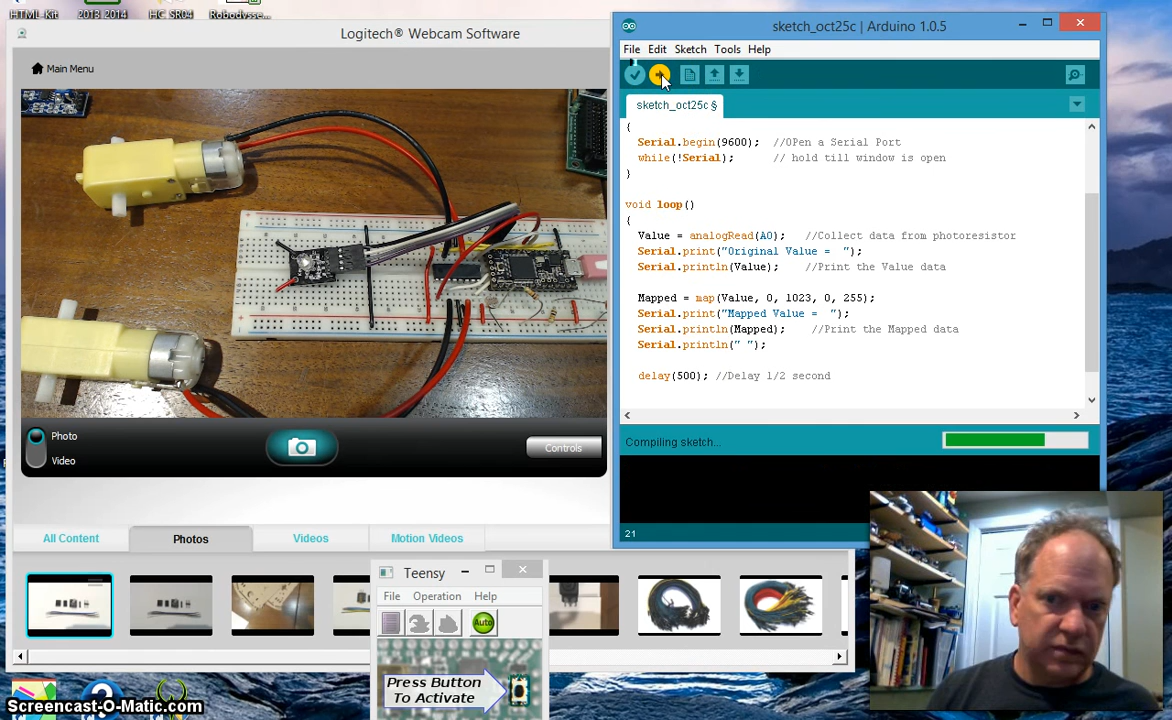 HTML-Kit
2013-2014
HC_SR04
Robodysse...
Logitech® Webcam Software
Main Menu
Photo
Video
Controls
All Content
Photos
Videos
Motion Videos
sketch_oct25c | Arduino 1.0.5
File Edit Sketch Tools Help
sketch_oct25c §
{
Serial.begin(9600); //OPen a Serial Port
while(!Serial); // hold till window is open
}
void loop()
{
Value = analogRead(A0); //Collect data from photoresistor
Serial.print("Original Value = ");
Serial.println(Value); //Print the Value data
Mapped = map(Value, 0, 1023, 0, 255);
Serial.print("Mapped Value = ");
Serial.println(Mapped); //Print the Mapped data
Serial.println(" ");
delay(500); //Delay 1/2 second
Compiling sketch...
21
Teensy
File Operation Help
Auto
Press Button
To Activate
Screencast-O-Matic.com